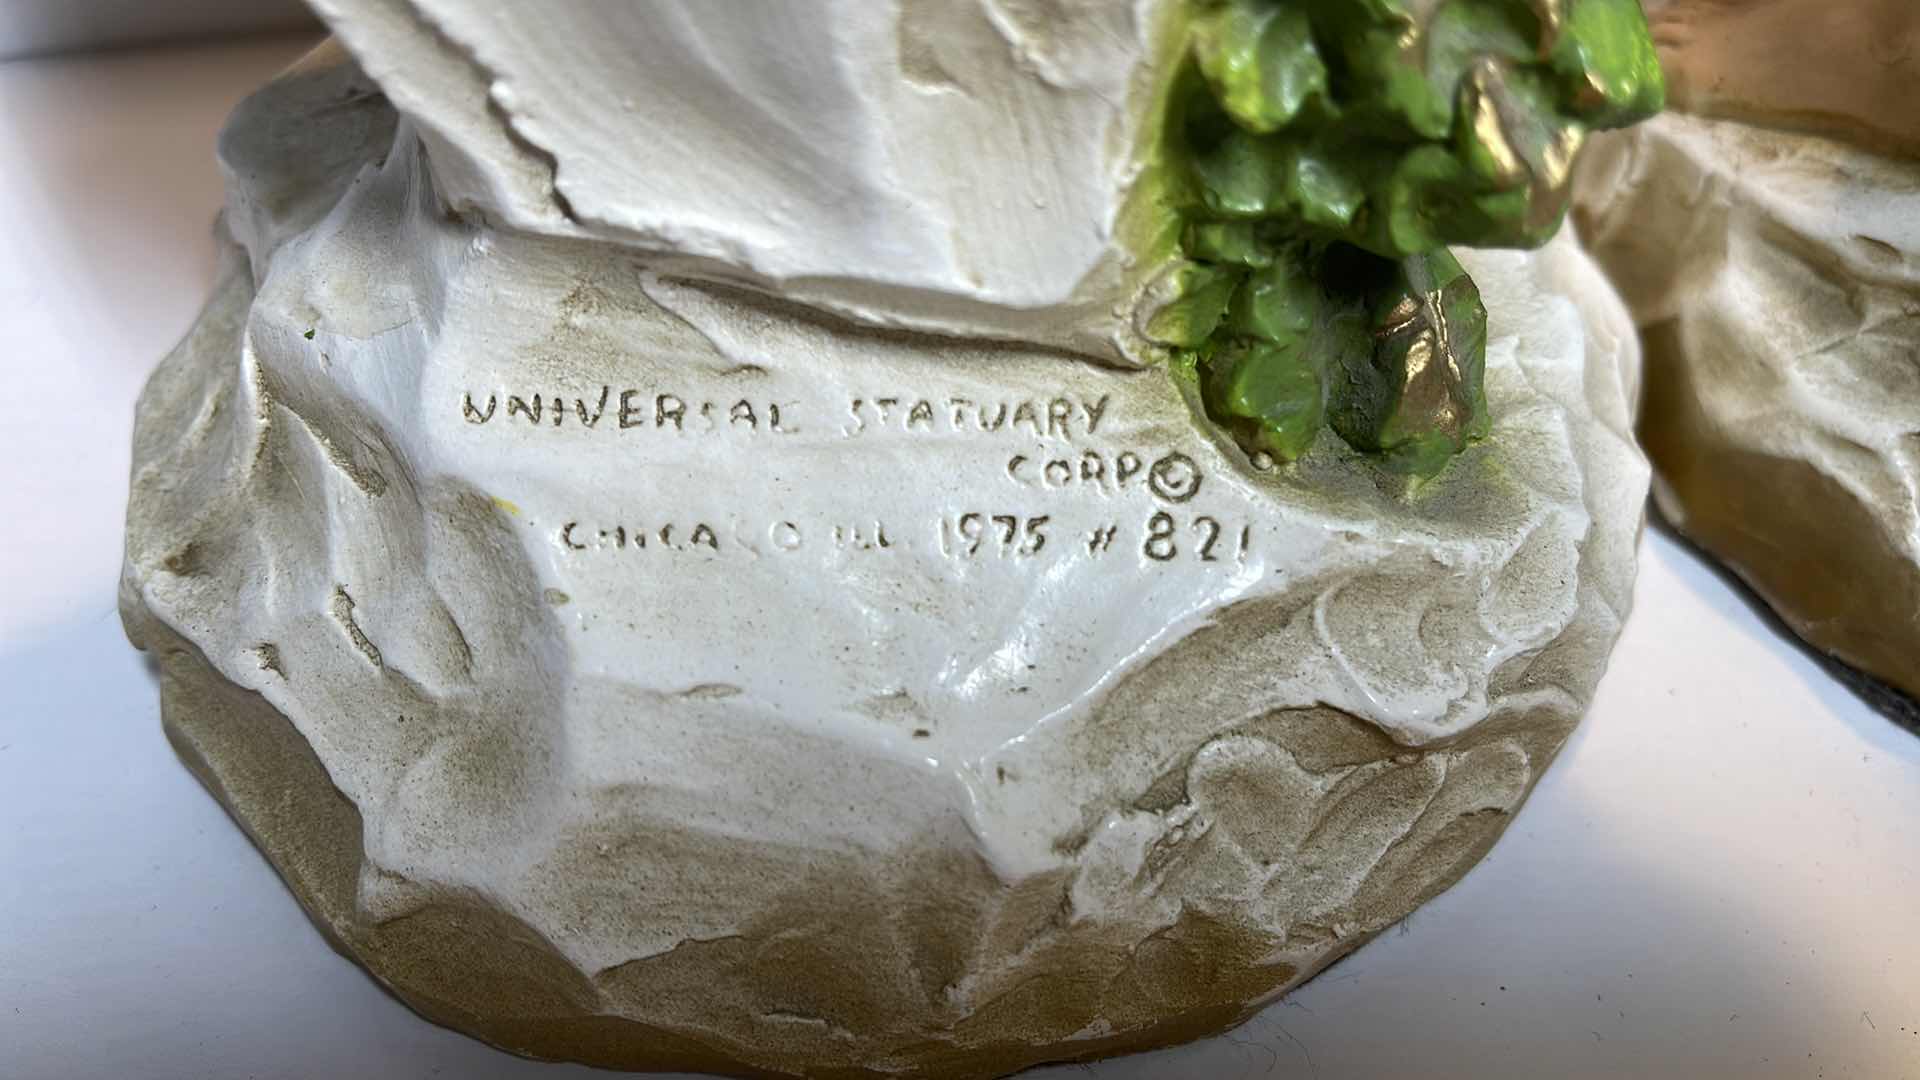 UNIVERSAL STATUARY
CORP ©
CHICAGO ILL 1975 # 821